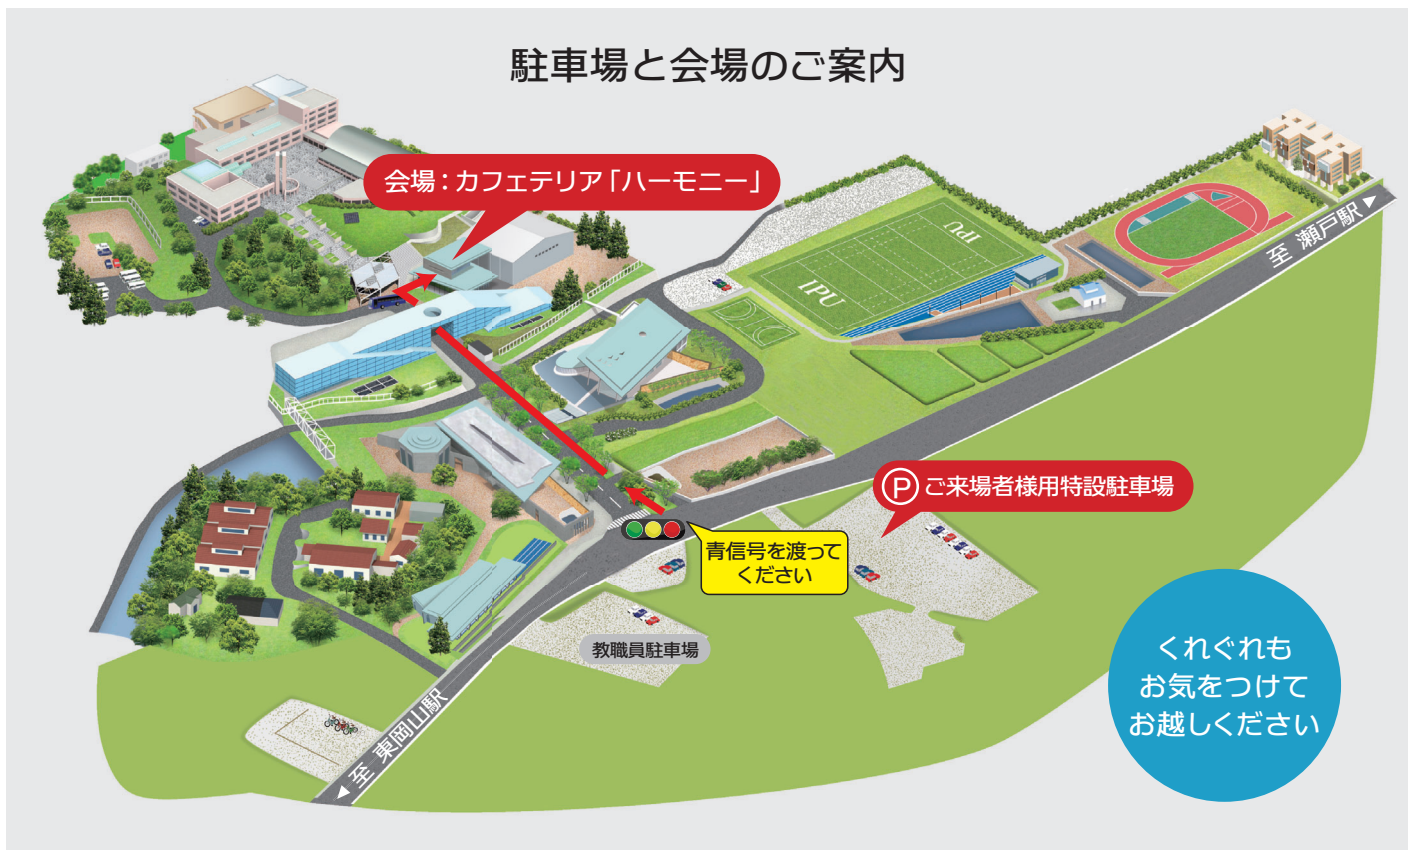 駐車場と会場のご案内
会場：カフェテリア「ハーモニー」
IPU
IPU
至 瀬戸駅 ▶
P ご来場者様用特設駐車場
青信号を渡って
ください
教職員駐車場
くれぐれも
お気をつけて
お越しください
◀ 至 東岡山駅